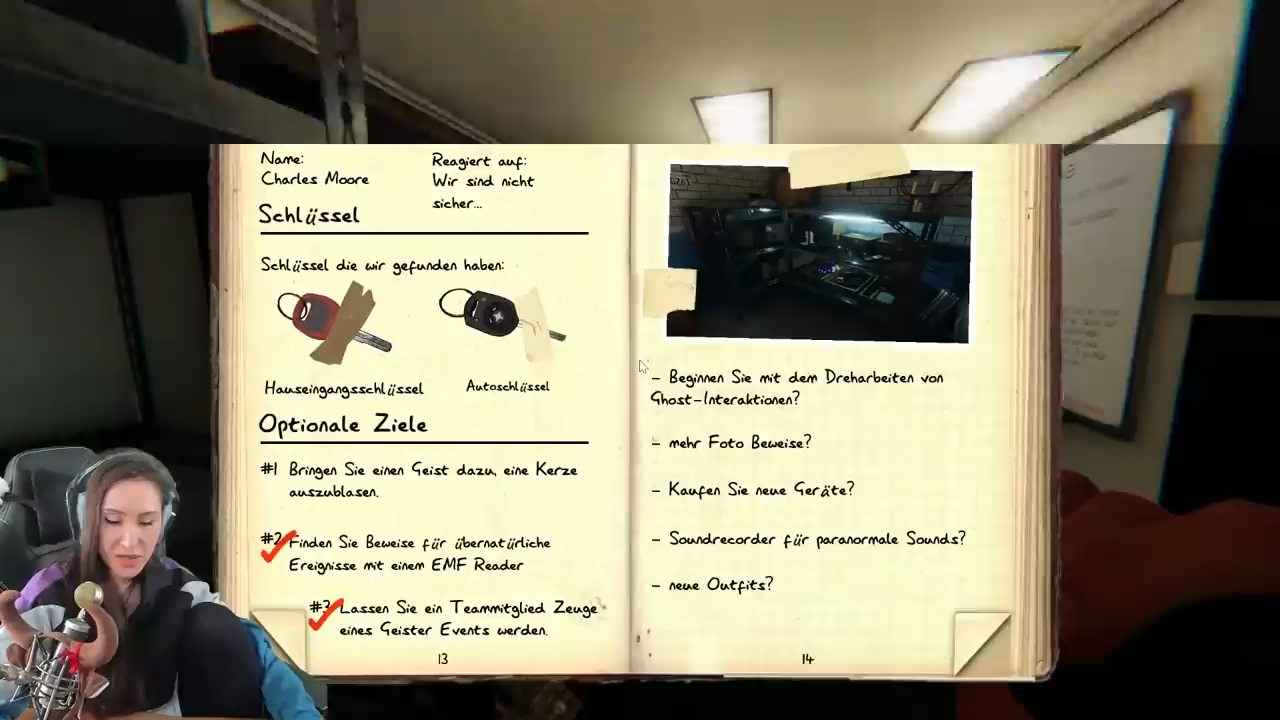 Name:
Charles Moore
Reagiert auf:
Wir sind nicht
sicher...
Schlüssel
Schlüssel die wir gefunden haben:
Hauseingangsschlüssel
Autoschlüssel
Optionale Ziele
#1 Bringen Sie einen Geist dazu, eine Kerze
auszublasen.
#2 Finden Sie Beweise für übernatürliche
Ereignisse mit einem EMF Reader
#3 Lassen Sie ein Teammitglied Zeuge
eines Geister Events werden.
13
- Beginnen Sie mit dem Dreharbeiten von
Ghost-Interaktionen?
- mehr Foto Beweise?
- Kaufen Sie neue Geräte?
- Soundrecorder für paranormale Sounds?
- neue Outfits?
14